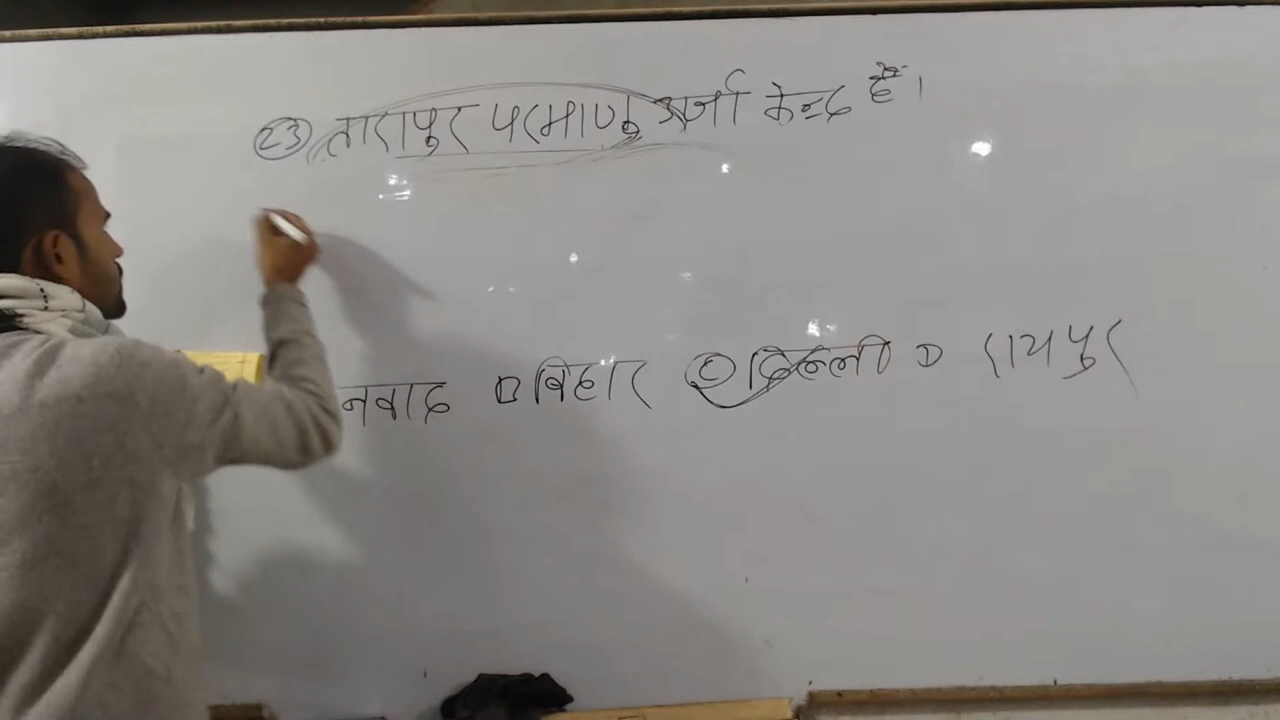 23 तारापुर परमाणु ऊर्जा केन्द्र है।
नवाद B बिहार C दिल्ली D रायपुर